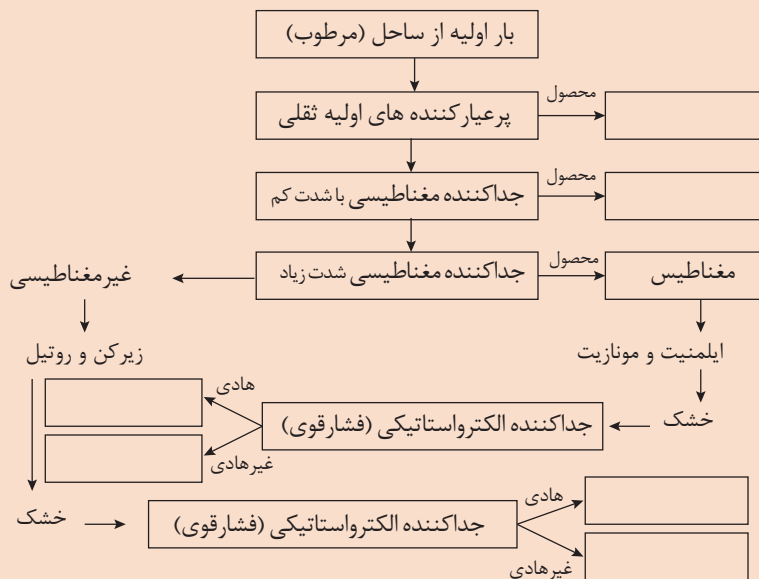 بار اولیه از ساحل (مرطوب)
پرعیارکننده های اولیه ثقلی
محصول
جداکننده مغناطیسی با شدت کم
محصول
جداکننده مغناطیسی شدت زیاد
محصول
مغناطیس
غیرمغناطیسی
ایلمنیت و مونازیت
زیرکن و روتیل
خشک
جداکننده الکترواستاتیکی (فشارقوی)
هادی
غیرهادی
خشک
جداکننده الکترواستاتیکی (فشارقوی)
هادی
غیرهادی